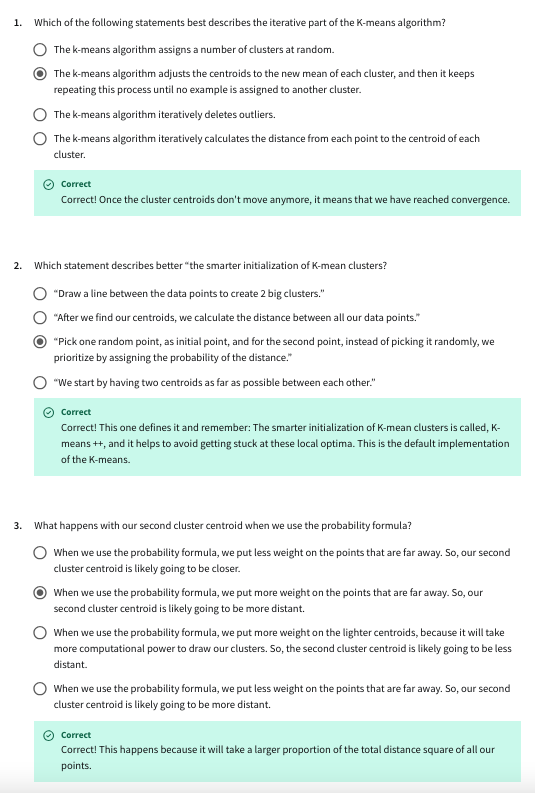 1. Which of the following statements best describes the iterative part of the K-means algorithm?
The k-means algorithm assigns a number of clusters at random.
The k-means algorithm adjusts the centroids to the new mean of each cluster, and then it keeps
repeating this process until no example is assigned to another cluster.
The k-means algorithm iteratively deletes outliers.
The k-means algorithm iteratively calculates the distance from each point to the centroid of each
cluster.
Correct
Correct! Once the cluster centroids don't move anymore, it means that we have reached convergence.
2. Which statement describes better “the smarter initialization of K-mean clusters?
“Draw a line between the data points to create 2 big clusters.”
“After we find our centroids, we calculate the distance between all our data points.”
“Pick one random point, as initial point, and for the second point, instead of picking it randomly, we
prioritize by assigning the probability of the distance.”
“We start by having two centroids as far as possible between each other.”
Correct
Correct! This one defines it and remember: The smarter initialization of K-mean clusters is called, K-
means ++, and it helps to avoid getting stuck at these local optima. This is the default implementation
of the K-means.
3. What happens with our second cluster centroid when we use the probability formula?
When we use the probability formula, we put less weight on the points that are far away. So, our second
cluster centroid is likely going to be closer.
When we use the probability formula, we put more weight on the points that are far away. So, our
second cluster centroid is likely going to be more distant.
When we use the probability formula, we put more weight on the lighter centroids, because it will take
more computational power to draw our clusters. So, the second cluster centroid is likely going to be less
distant.
When we use the probability formula, we put less weight on the points that are far away. So, our second
cluster centroid is likely going to be more distant.
Correct
Correct! This happens because it will take a larger proportion of the total distance square of all our
points.